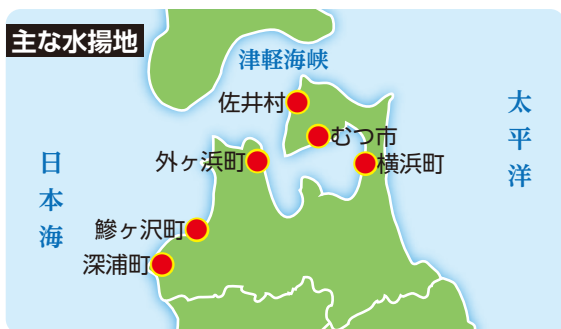 主な水揚地
津軽海峡
佐井村
むつ市
外ヶ浜町
横浜町
鰺ヶ沢町
深浦町
日本海
太平洋